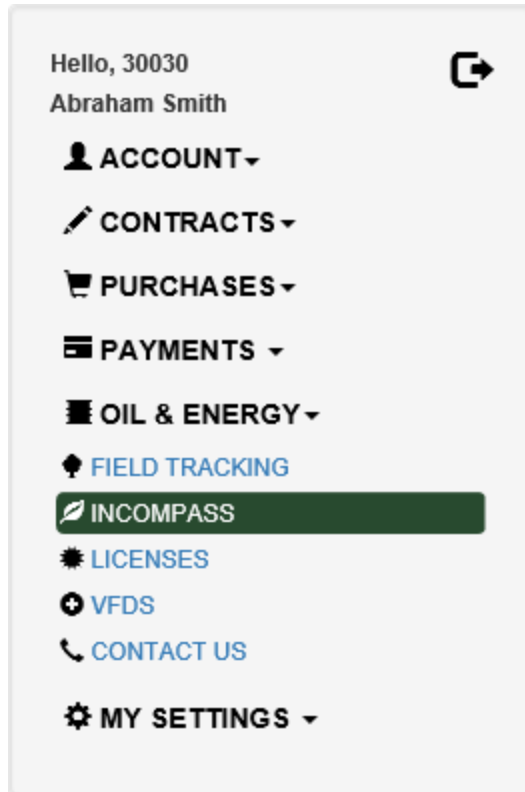 Hello, 30030
Abraham Smith
ACCOUNT
CONTRACTS
PURCHASES
PAYMENTS
OIL & ENERGY
FIELD TRACKING
INCOMPASS
LICENSES
VFDS
CONTACT US
MY SETTINGS